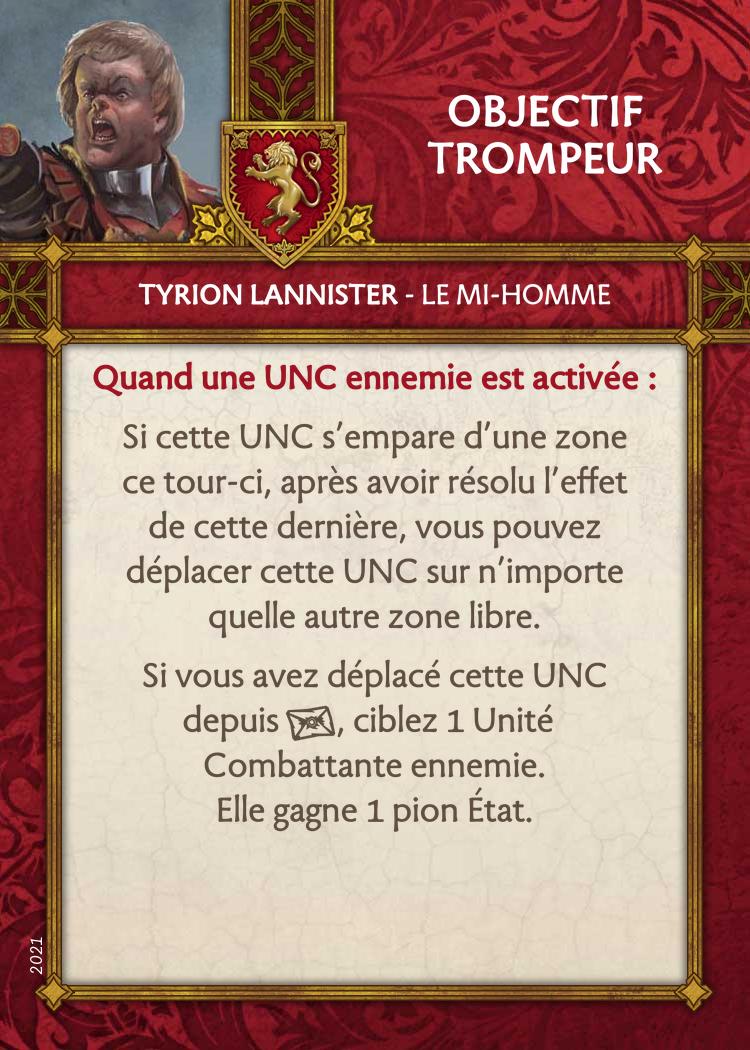 OBJECTIF
TROMPEUR
TYRION LANNISTER - LE MI-HOMME
Quand une UNC ennemie est activée :
Si cette UNC s'empare d'une zone
ce tour-ci, après avoir résolu l'effet
de cette dernière, vous pouvez
déplacer cette UNC sur n'importe
quelle autre zone libre.
Si vous avez déplacé cette UNC
depuis , ciblez 1 Unité
Combattante ennemie.
Elle gagne 1 pion État.
2021